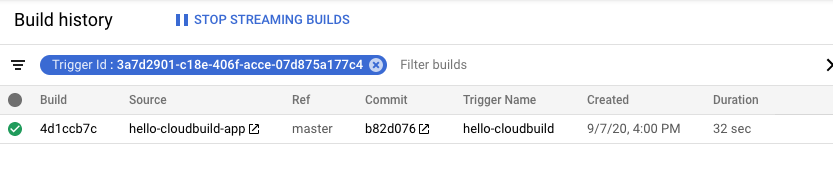 Build history STOP STREAMING BUILDS
Trigger Id : 3a7d2901-c18e-406f-acce-07d875a177c4 Filter builds
Build Source Ref Commit Trigger Name Created Duration
4d1ccb7c hello-cloudbuild-app master b82d076 hello-cloudbuild 9/7/20, 4:00 PM 32 sec